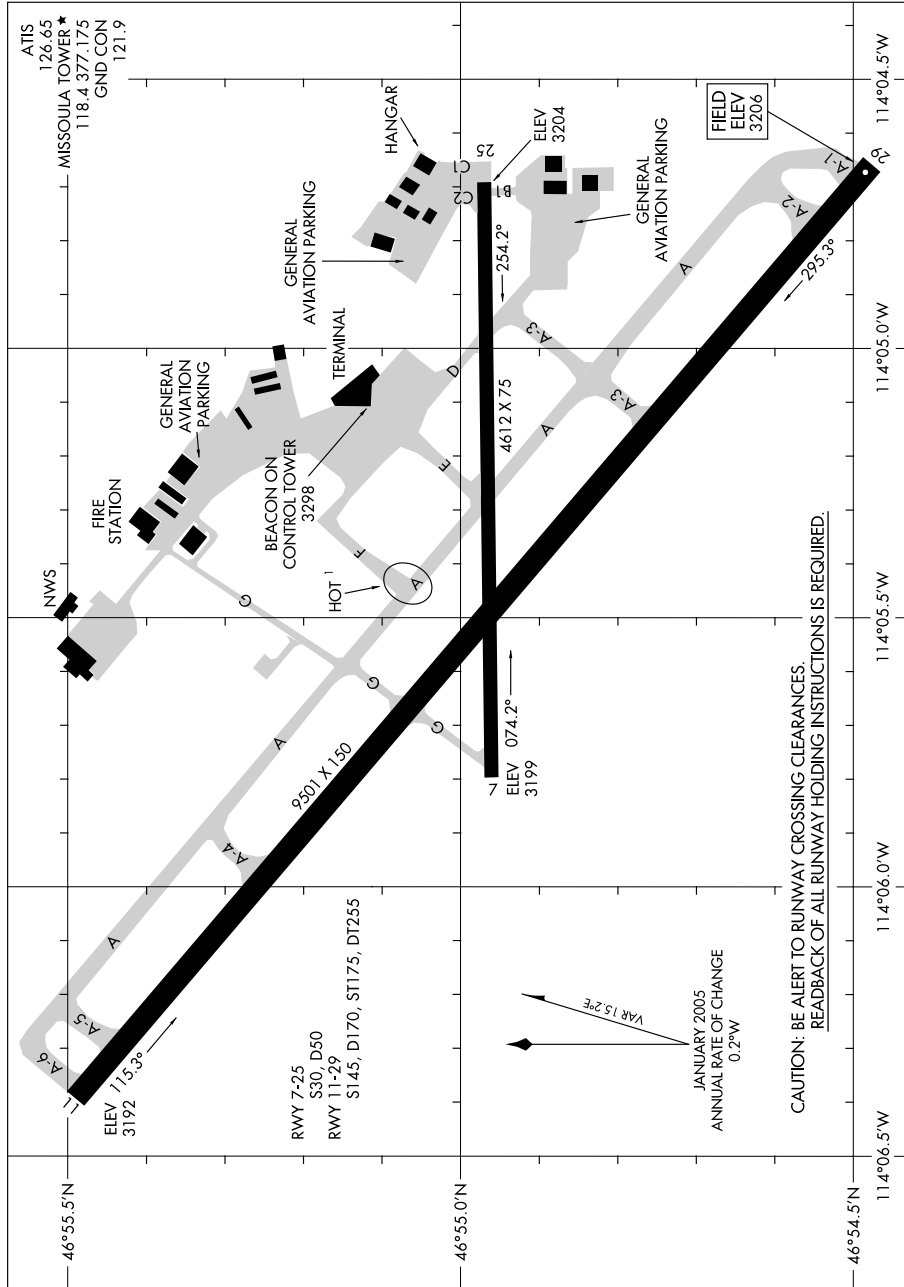 ATIS
126.65
MISSOULA TOWER★
118.4 377.175
GND CON
121.9
NWS
FIRE
STATION
GENERAL
AVIATION
PARKING
GENERAL
AVIATION PARKING
HANGAR
TERMINAL
BEACON ON
CONTROL TOWER
3298
HOT 1
C1
C2
25
B1
ELEV
3204
GENERAL
AVIATION PARKING
FIELD
ELEV
3206
A-1
29
A-2
295.3°
A
A-3
A-3
254.2°
D
4612 X 75
A
E
F
A
G
G
G
7
ELEV
3199
074.2°
9501 X 150
A
A-4
A
A-5
A-6
11
ELEV
3192
115.3°
RWY 7-25
S30, D50
RWY 11-29
S145, D170, ST175, DT255
VAR 15.2°E
JANUARY 2005
ANNUAL RATE OF CHANGE
0.2°W
CAUTION: BE ALERT TO RUNWAY CROSSING CLEARANCES.
READBACK OF ALL RUNWAY HOLDING INSTRUCTIONS IS REQUIRED.
46°55.5'N
46°55.0'N
46°54.5'N
114°06.5'W
114°06.0'W
114°05.5'W
114°05.0'W
114°04.5'W